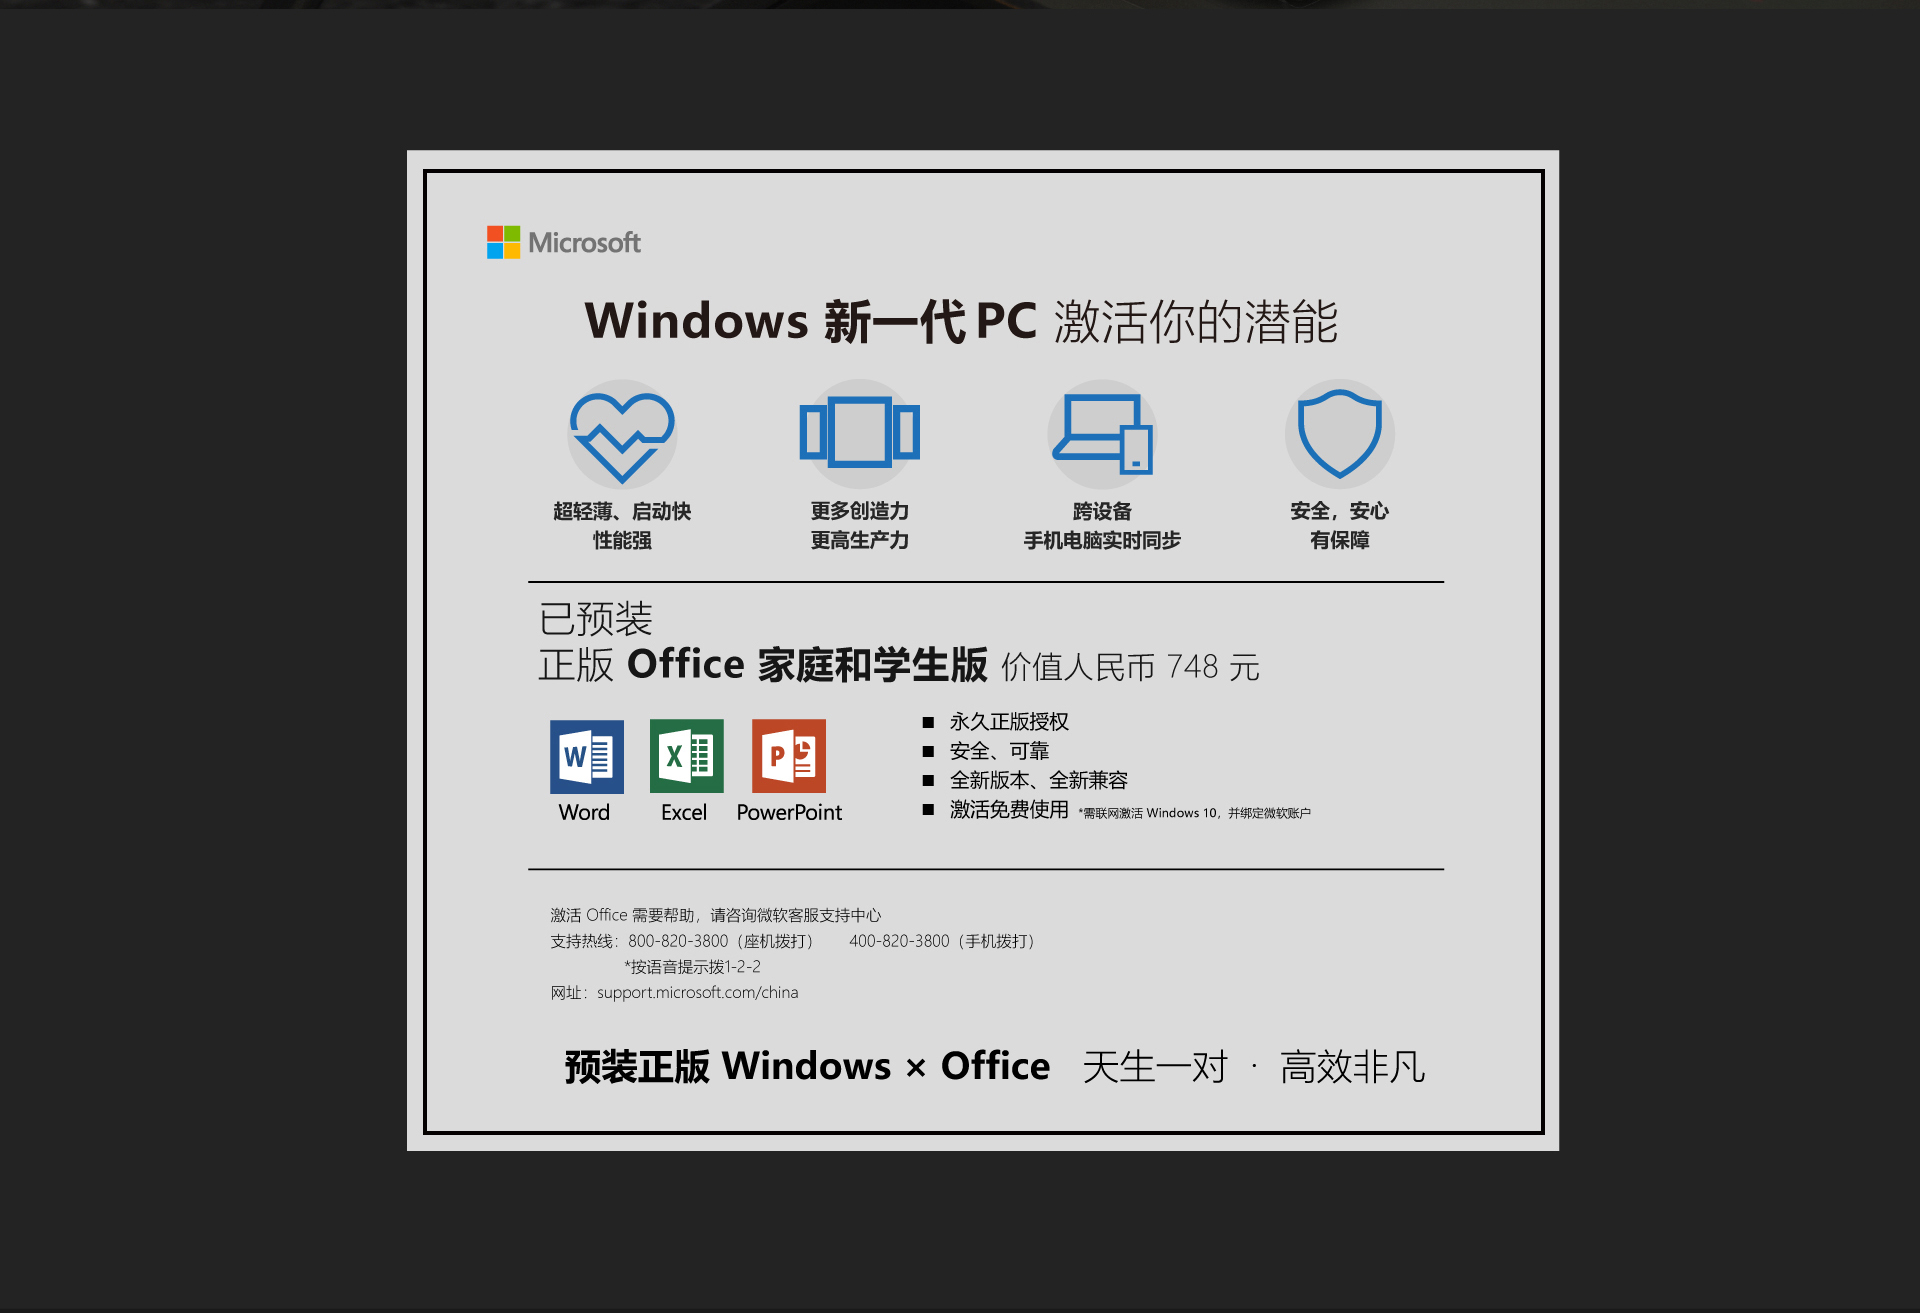 Microsoft
Windows 新一代 PC 激活你的潜能
超轻薄、启动快
性能强
更多创造力
更高生产力
跨设备
手机电脑实时同步
安全，安心
有保障
已预装
正版 Office 家庭和学生版 价值人民币 748 元
W
X
P
Word
Excel
PowerPoint
■ 永久正版授权
■ 安全、可靠
■ 全新版本、全新兼容
■ 激活免费使用 *需联网激活 Windows 10，并绑定微软账户
激活 Office 需要帮助，请咨询微软客服支持中心
支持热线：800-820-3800（座机拨打） 400-820-3800（手机拨打）
*按语音提示拨1-2-2
网址：support.microsoft.com/china
预装正版 Windows × Office 天生一对 · 高效非凡